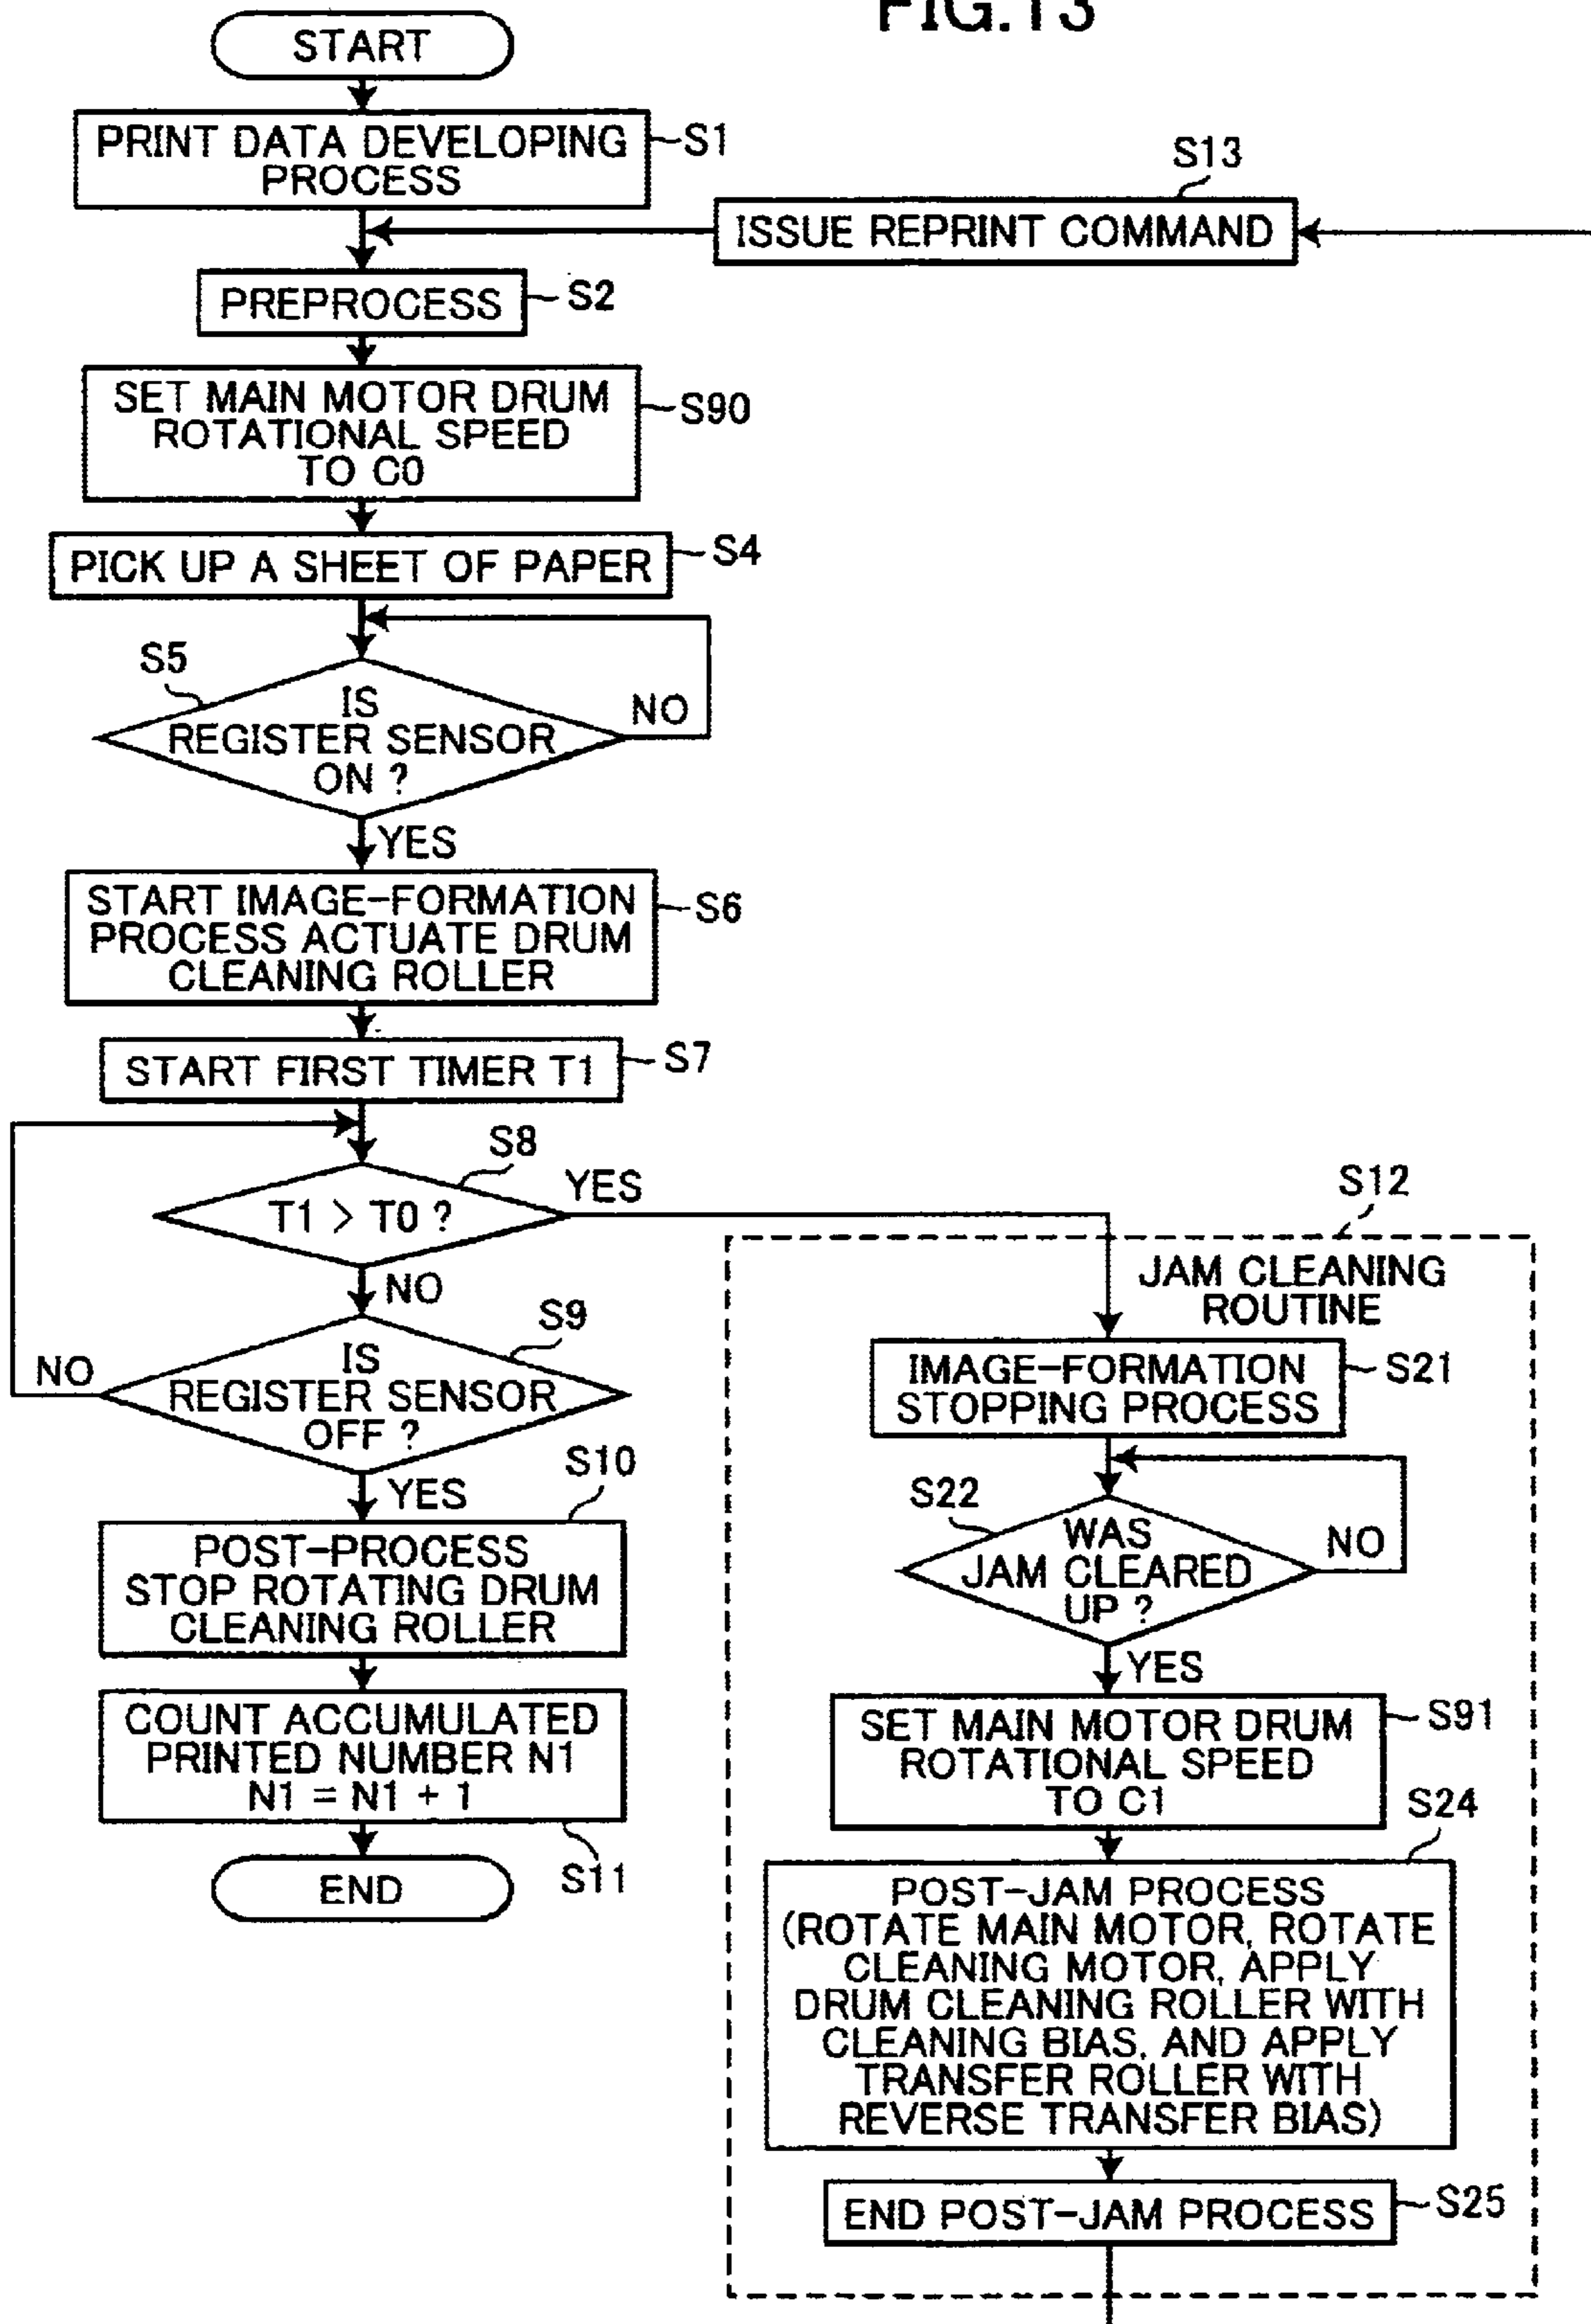 FIG.13
START
PRINT DATA DEVELOPING
PROCESS
S1
S13
ISSUE REPRINT COMMAND
PREPROCESS
S2
SET MAIN MOTOR DRUM
ROTATIONAL SPEED
TO C0
S90
PICK UP A SHEET OF PAPER
S4
S5
IS
REGISTER SENSOR
ON ?
NO
YES
START IMAGE-FORMATION
PROCESS ACTUATE DRUM
CLEANING ROLLER
S6
START FIRST TIMER T1
S7
S8
T1 > T0 ?
YES
NO
S9
IS
REGISTER SENSOR
OFF ?
NO
YES
S10
POST-PROCESS
STOP ROTATING DRUM
CLEANING ROLLER
COUNT ACCUMULATED
PRINTED NUMBER N1
N1 = N1 + 1
S11
END
S12
JAM CLEANING
ROUTINE
IMAGE-FORMATION
STOPPING PROCESS
S21
S22
WAS
JAM CLEARED
UP ?
NO
YES
SET MAIN MOTOR DRUM
ROTATIONAL SPEED
TO C1
S91
S24
POST-JAM PROCESS
(ROTATE MAIN MOTOR, ROTATE
CLEANING MOTOR, APPLY
DRUM CLEANING ROLLER WITH
CLEANING BIAS, AND APPLY
TRANSFER ROLLER WITH
REVERSE TRANSFER BIAS)
END POST-JAM PROCESS
S25